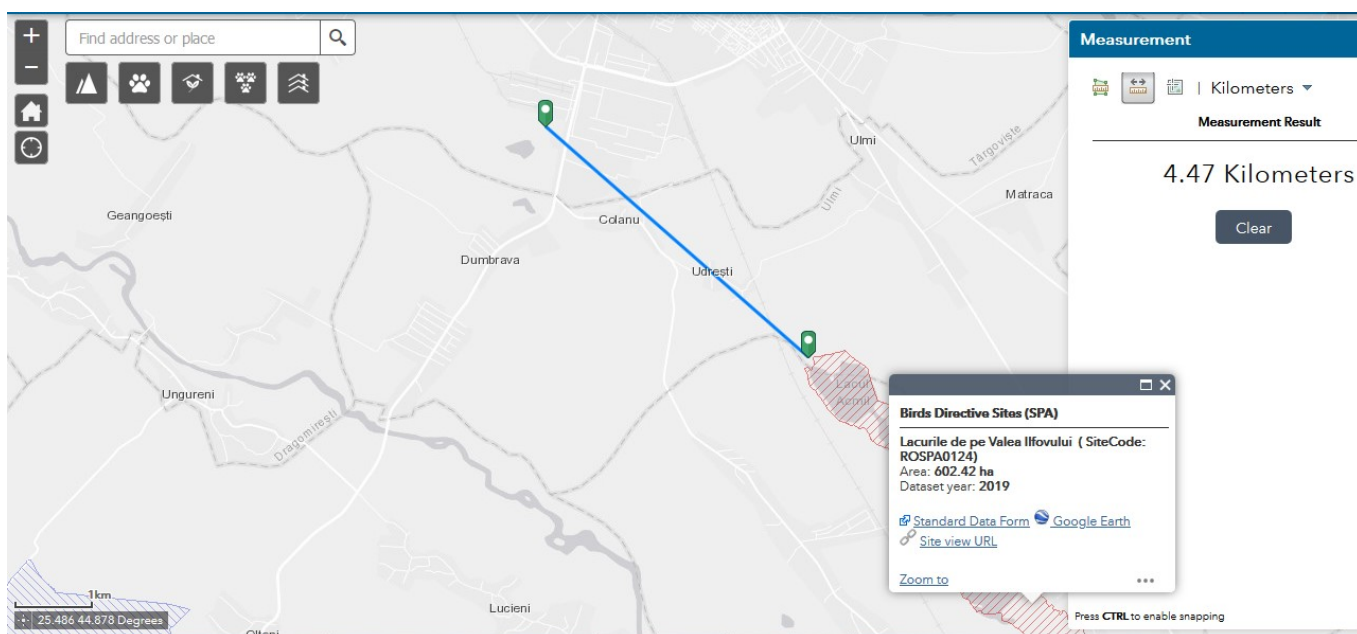 +
Find address or place
−
Measurement
Kilometers
Measurement Result
4.47 Kilometers
Clear
Ulmi
Târgoviște
Ulmi
Matraca
Geangoești
Colanu
Dumbrava
Udrești
Lacul
Acmil
Ungureni
Dragomirești
Birds Directive Sites (SPA)
Lacurile de pe Valea Ilfovului ( SiteCode:
ROSPA0124)
Area: 602.42 ha
Dataset year: 2019
Standard Data Form Google Earth
Site view URL
Zoom to
1km
25.486 44.878 Degrees
Lucieni
Olteni
Press CTRL to enable snapping